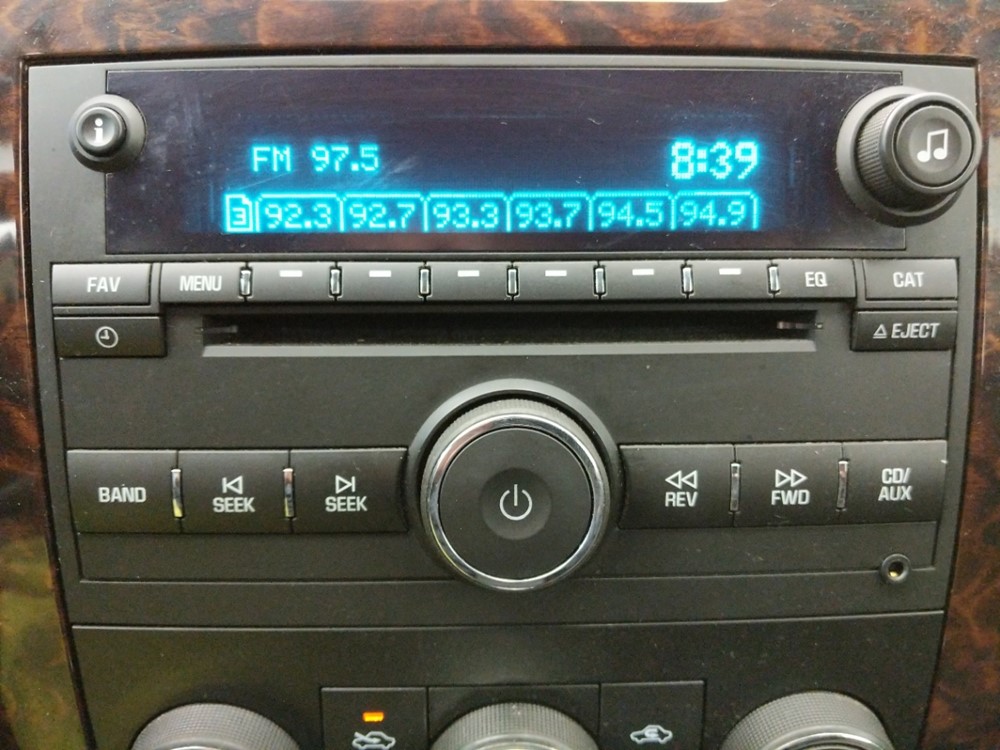 i
FM 97.5 8:39
3 92.3 92.7 93.3 93.7 94.5 94.9
FAV MENU EQ CAT
EJECT
BAND SEEK SEEK REV FWD CD/
AUX